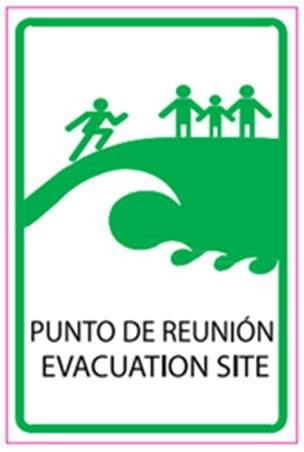 PUNTO DE REUNIÓN
EVACUATION SITE